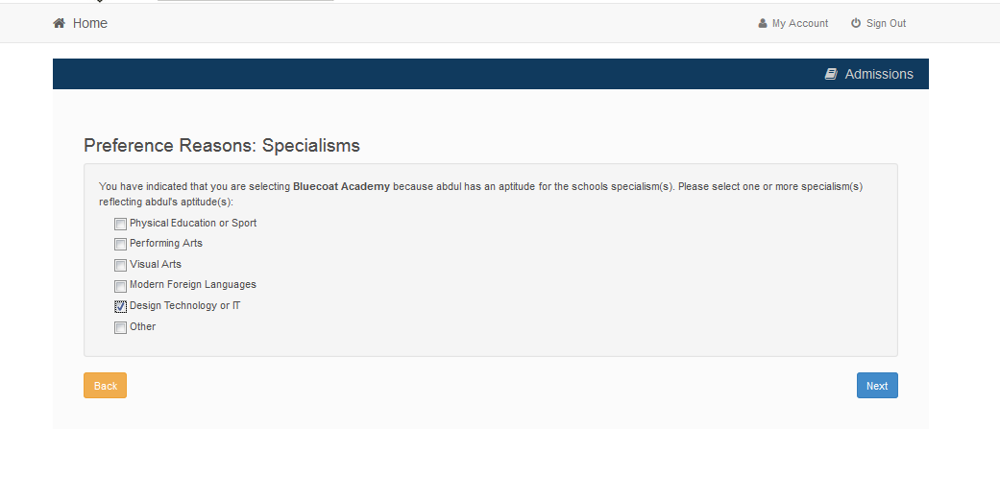 Home
My Account
Sign Out
Admissions
Preference Reasons: Specialisms
You have indicated that you are selecting Bluecoat Academy because abdul has an aptitude for the schools specialism(s). Please select one or more specialism(s)
reflecting abdul's aptitude(s):
Physical Education or Sport
Performing Arts
Visual Arts
Modern Foreign Languages
Design Technology or IT
Other
Back
Next